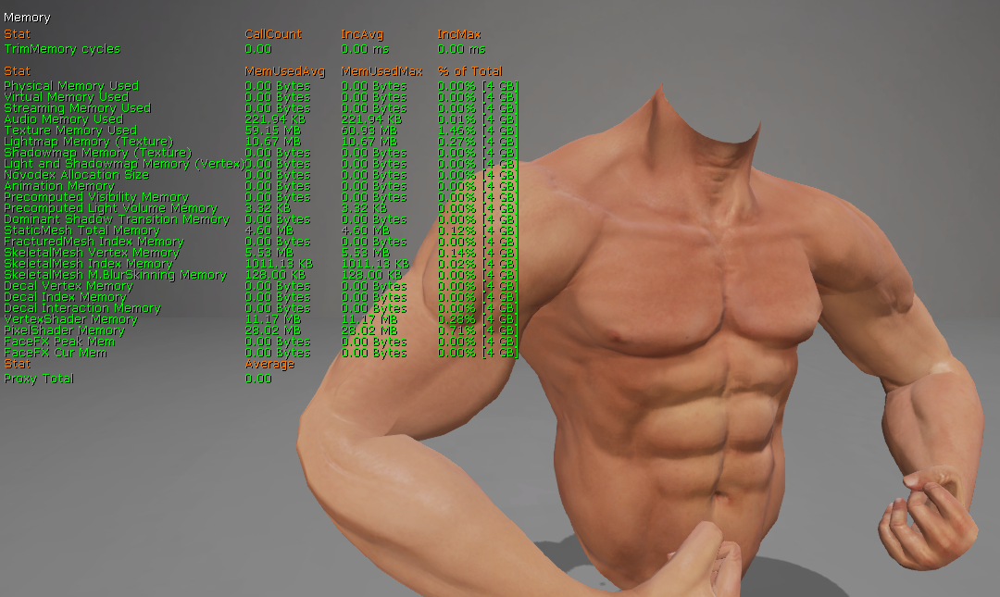 Memory
Stat CallCount IncAvg IncMax
TrimMemory cycles 0.00 0.00 ms 0.00 ms
Stat MemUsedAvg MemUsedMax % of Total
Physical Memory Used 0.00 Bytes 0.00 Bytes 0.00% [4 GB]
Virtual Memory Used 0.00 Bytes 0.00 Bytes 0.00% [4 GB]
Streaming Memory Used 0.00 Bytes 0.00 Bytes 0.00% [4 GB]
Audio Memory Used 221.94 KB 221.94 KB 0.01% [4 GB]
Texture Memory Used 59.15 MB 60.93 MB 1.46% [4 GB]
Lightmap Memory (Texture) 10.67 MB 10.67 MB 0.27% [4 GB]
Shadowmap Memory (Texture) 0.00 Bytes 0.00 Bytes 0.00% [4 GB]
Light and Shadowmap Memory (Vertex) 0.00 Bytes 0.00 Bytes 0.00% [4 GB]
Novodex Allocation Size 0.00 Bytes 0.00 Bytes 0.00% [4 GB]
Animation Memory 0.00 Bytes 0.00 Bytes 0.00% [4 GB]
Precomputed Visibility Memory 0.00 Bytes 0.00 Bytes 0.00% [4 GB]
Precomputed Light Volume Memory 3.32 KB 3.32 KB 0.00% [4 GB]
Dominant Shadow Transition Memory 0.00 Bytes 0.00 Bytes 0.00% [4 GB]
StaticMesh Total Memory 4.60 MB 4.60 MB 0.12% [4 GB]
FracturedMesh Index Memory 0.00 Bytes 0.00 Bytes 0.00% [4 GB]
SkeletalMesh Vertex Memory 5.53 MB 5.53 MB 0.14% [4 GB]
SkeletalMesh Index Memory 1011.13 KB 1011.13 KB 0.02% [4 GB]
SkeletalMesh M.BlurSkinning Memory 128.00 KB 128.00 KB 0.00% [4 GB]
Decal Vertex Memory 0.00 Bytes 0.00 Bytes 0.00% [4 GB]
Decal Index Memory 0.00 Bytes 0.00 Bytes 0.00% [4 GB]
Decal Interaction Memory 0.00 Bytes 0.00 Bytes 0.00% [4 GB]
VertexShader Memory 11.17 MB 11.17 MB 0.28% [4 GB]
PixelShader Memory 28.02 MB 28.02 MB 0.71% [4 GB]
FaceFX Peak Mem 0.00 Bytes 0.00 Bytes 0.00% [4 GB]
FaceFX Cur Mem 0.00 Bytes 0.00 Bytes 0.00% [4 GB]
Stat Average
Proxy Total 0.00